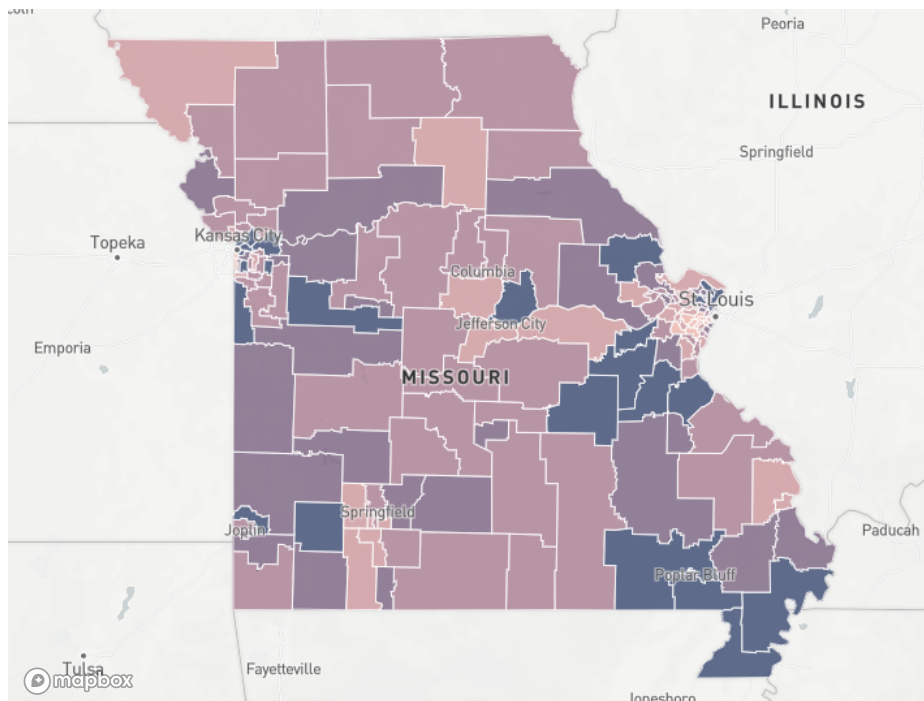 Peoria
ILLINOIS
Springfield
Topeka
Kansas City
Columbia
St. Louis
Jefferson City
Emporia
MISSOURI
Springfield
Joplin
Paducah
Poplar Bluff
Tulsa
Fayetteville
mapbox